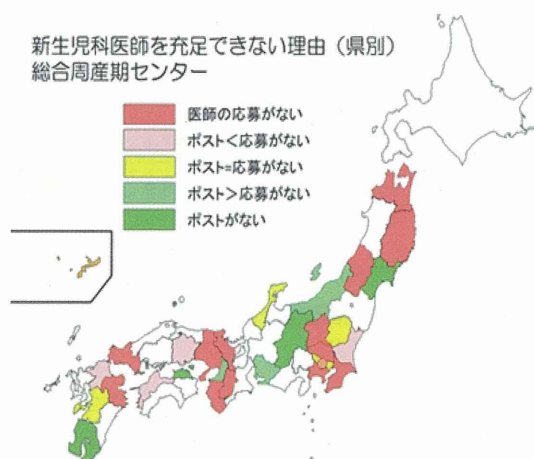 新生児科医師を充足できない理由（県別）
総合周産期センター
医師の応募がない
ポスト<応募がない
ポスト=応募がない
ポスト>応募がない
ポストがない